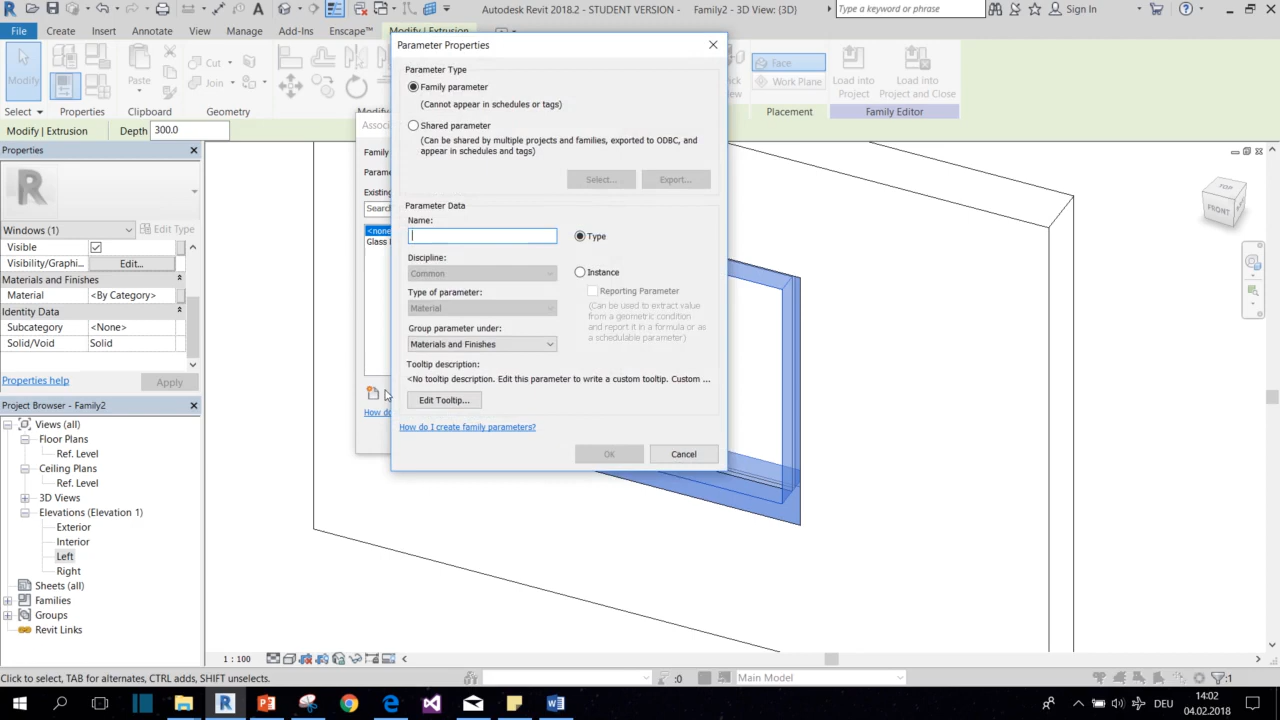 Autodesk Revit 2018.2 - STUDENT VERSION - Family2 - 3D View: {3D}
Type a keyword or phrase
Sign In
File Create Insert Annotate View Manage Add-Ins Enscape™ Modify | Extrusion
Modify
Paste
Cut
Join
Face
Work Plane
Load into
Project
Load into
Project and Close
Select Properties Clipboard Geometry Placement Family Editor
Modify | Extrusion Depth 300.0
Properties
Windows (1) Edit Type
Visible
Visibility/Graphi... Edit...
Materials and Finishes
Material <By Category>
Identity Data
Subcategory <None>
Solid/Void Solid
Properties help Apply
Project Browser - Family2
Views (all)
Floor Plans
Ref. Level
Ceiling Plans
Ref. Level
3D Views
Elevations (Elevation 1)
Exterior
Interior
Left
Right
Sheets (all)
Families
Groups
Revit Links
Family
Existing
<none
Glass
How do
Parameter Properties
Parameter Type
Family parameter
(Cannot appear in schedules or tags)
Shared parameter
(Can be shared by multiple projects and families, exported to ODBC, and
appear in schedules and tags)
Select... Export...
Parameter Data
Name:
Type
Discipline:
Common
Instance
Reporting Parameter
(Can be used to extract value
from a geometric condition
and report it in a formula or as
a schedulable parameter)
Type of parameter:
Material
Group parameter under:
Materials and Finishes
Tooltip description:
<No tooltip description. Edit this parameter to write a custom tooltip. Custom ...
Edit Tooltip...
How do I create family parameters?
OK Cancel
TOP
FRONT
1 : 100
Click to select, TAB for alternates, CTRL adds, SHIFT unselects.
:0
Main Model
:1
DEU
14:02
04.02.2018